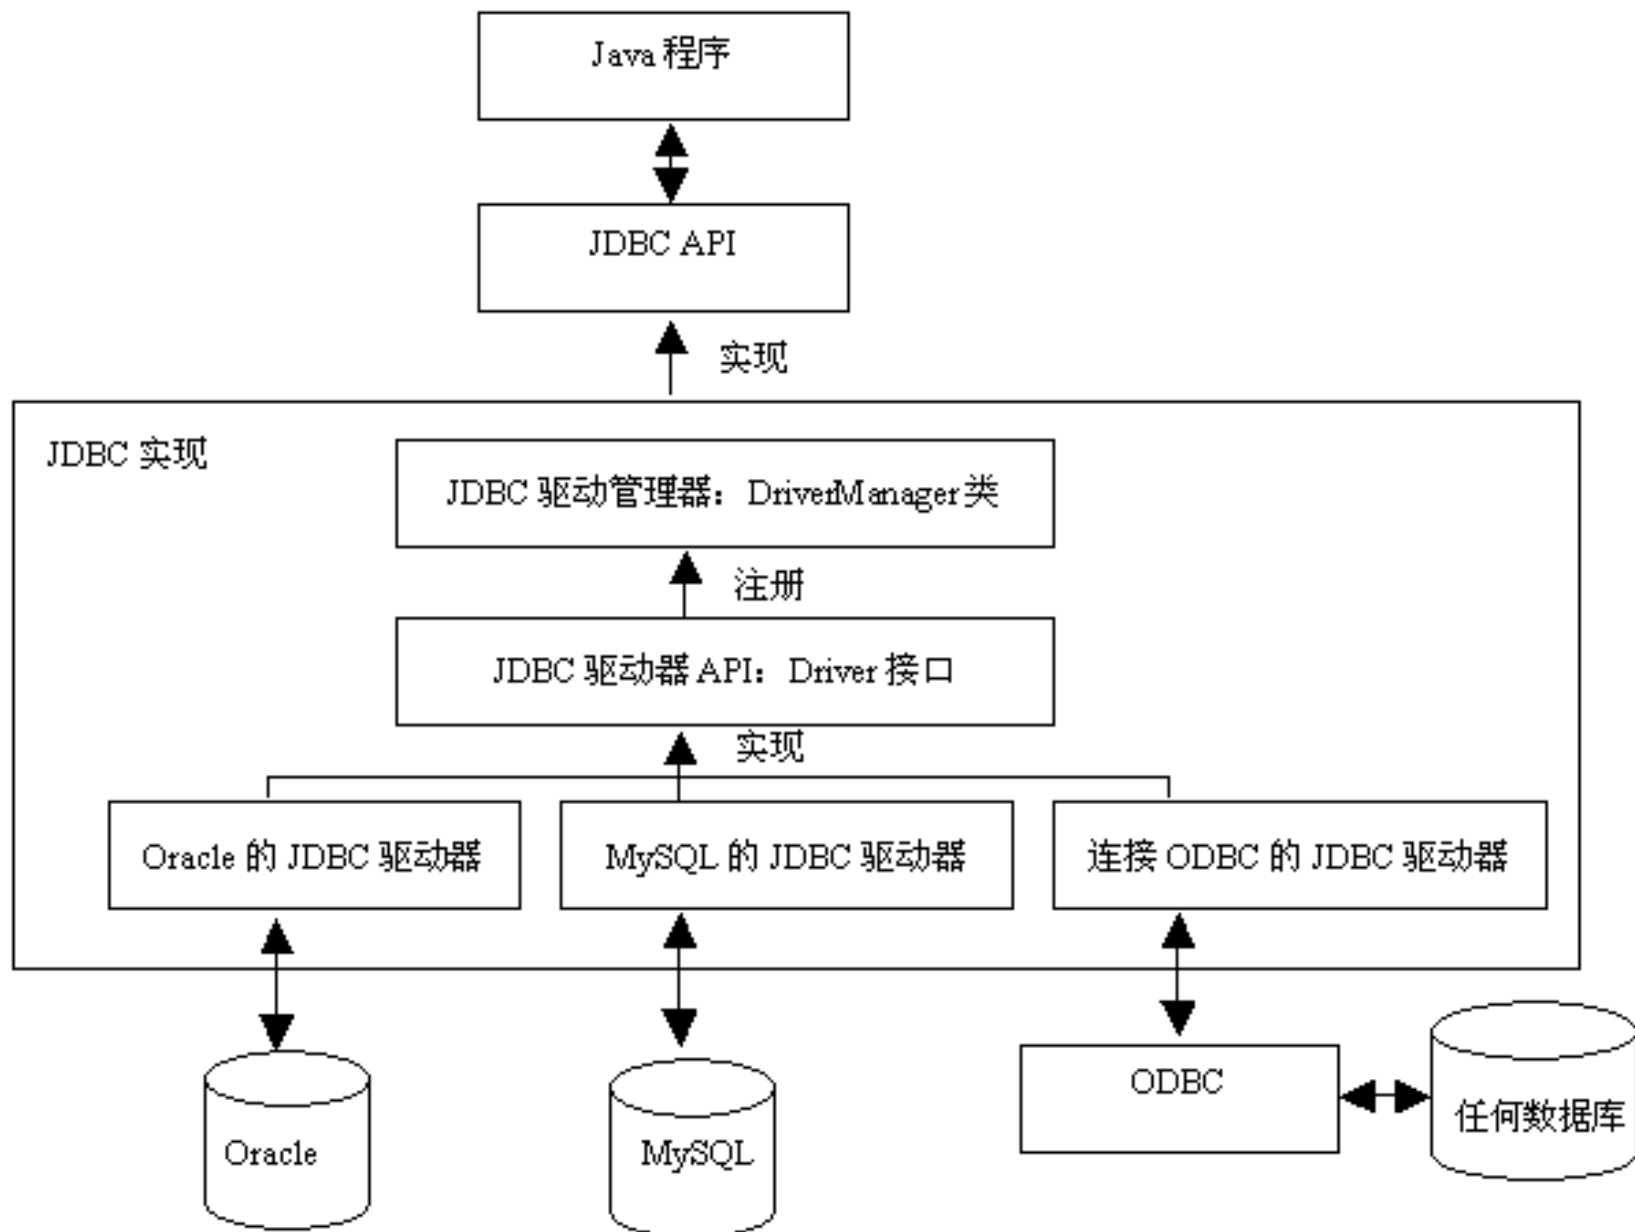 Java 程序
JDBC API
实现
JDBC 实现
JDBC 驱动管理器：DriverManager 类
注册
JDBC 驱动器 API：Driver 接口
实现
Oracle 的 JDBC 驱动器
MySQL 的 JDBC 驱动器
连接 ODBC 的 JDBC 驱动器
ODBC
任何数据库
Oracle
MySQL